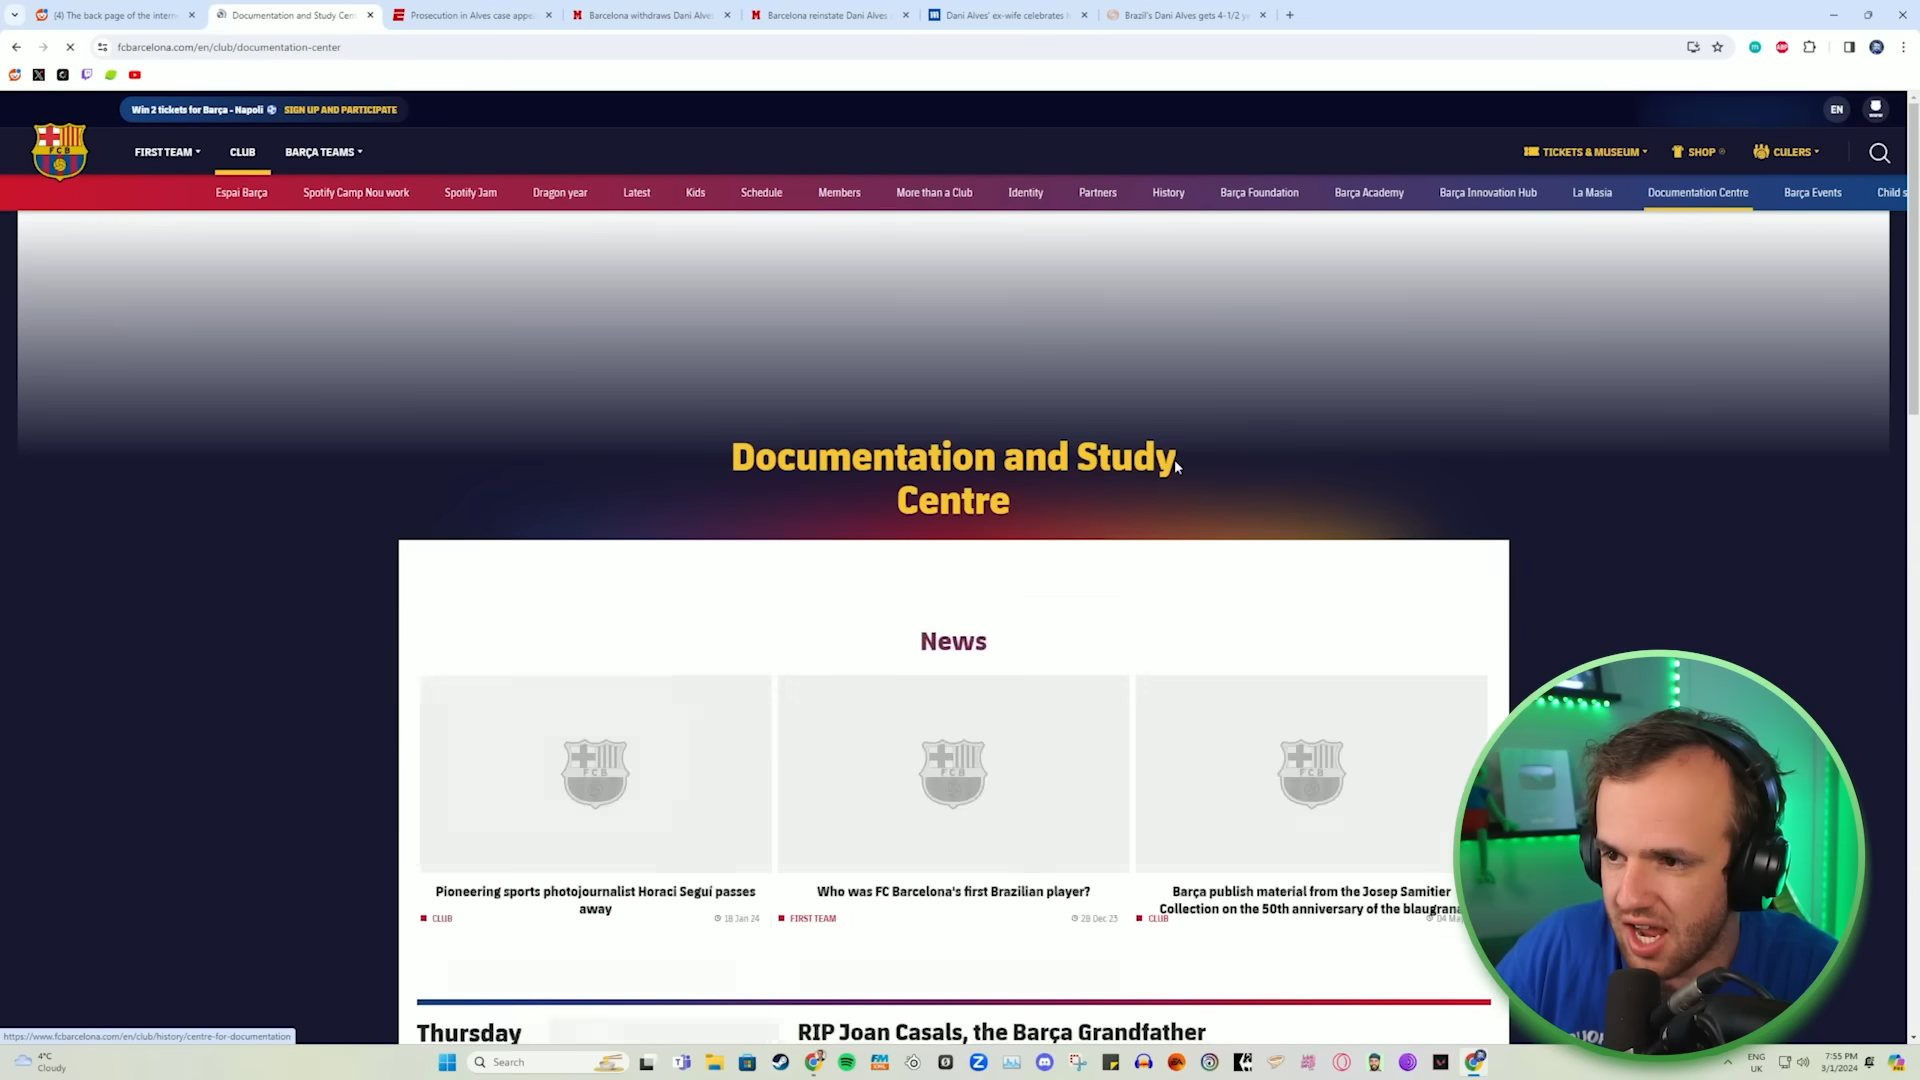 (4) The back page of the intern
Documentation and Study Cent
Prosecution in Alves case appe
Barcelona withdraws Dani Alve
Barcelona reinstate Dani Alves
Dani Alves' ex-wife celebrates h
Brazil's Dani Alves gets 4-1/2 ye
fcbarcelona.com/en/club/documentation-center
Win 2 tickets for Barça - Napoli SIGN UP AND PARTICIPATE
EN
FIRST TEAM CLUB BARÇA TEAMS
TICKETS & MUSEUM SHOP CULERS
Espai Barça Spotify Camp Nou work Spotify Jam Dragon year Latest Kids Schedule Members More than a Club Identity Partners History Barça Foundation Barça Academy Barça Innovation Hub La Masia Documentation Centre Barça Events Child s
Documentation and Study
Centre
News
FCB
FCB
FCB
Pioneering sports photojournalist Horaci Seguí passes
away
CLUB 18 Jan 24
Who was FC Barcelona's first Brazilian player?
FIRST TEAM 28 Dec 23
Barça publish material from the Josep Samitier
Collection on the 50th anniversary of the blaugrana
CLUB 04 Ma
Thursday RIP Joan Casals, the Barça Grandfather
https://www.fcbarcelona.com/en/club/history/centre-for-documentation
4°C
Cloudy
Search
ENG
UK
7:55 PM
3/1/2024